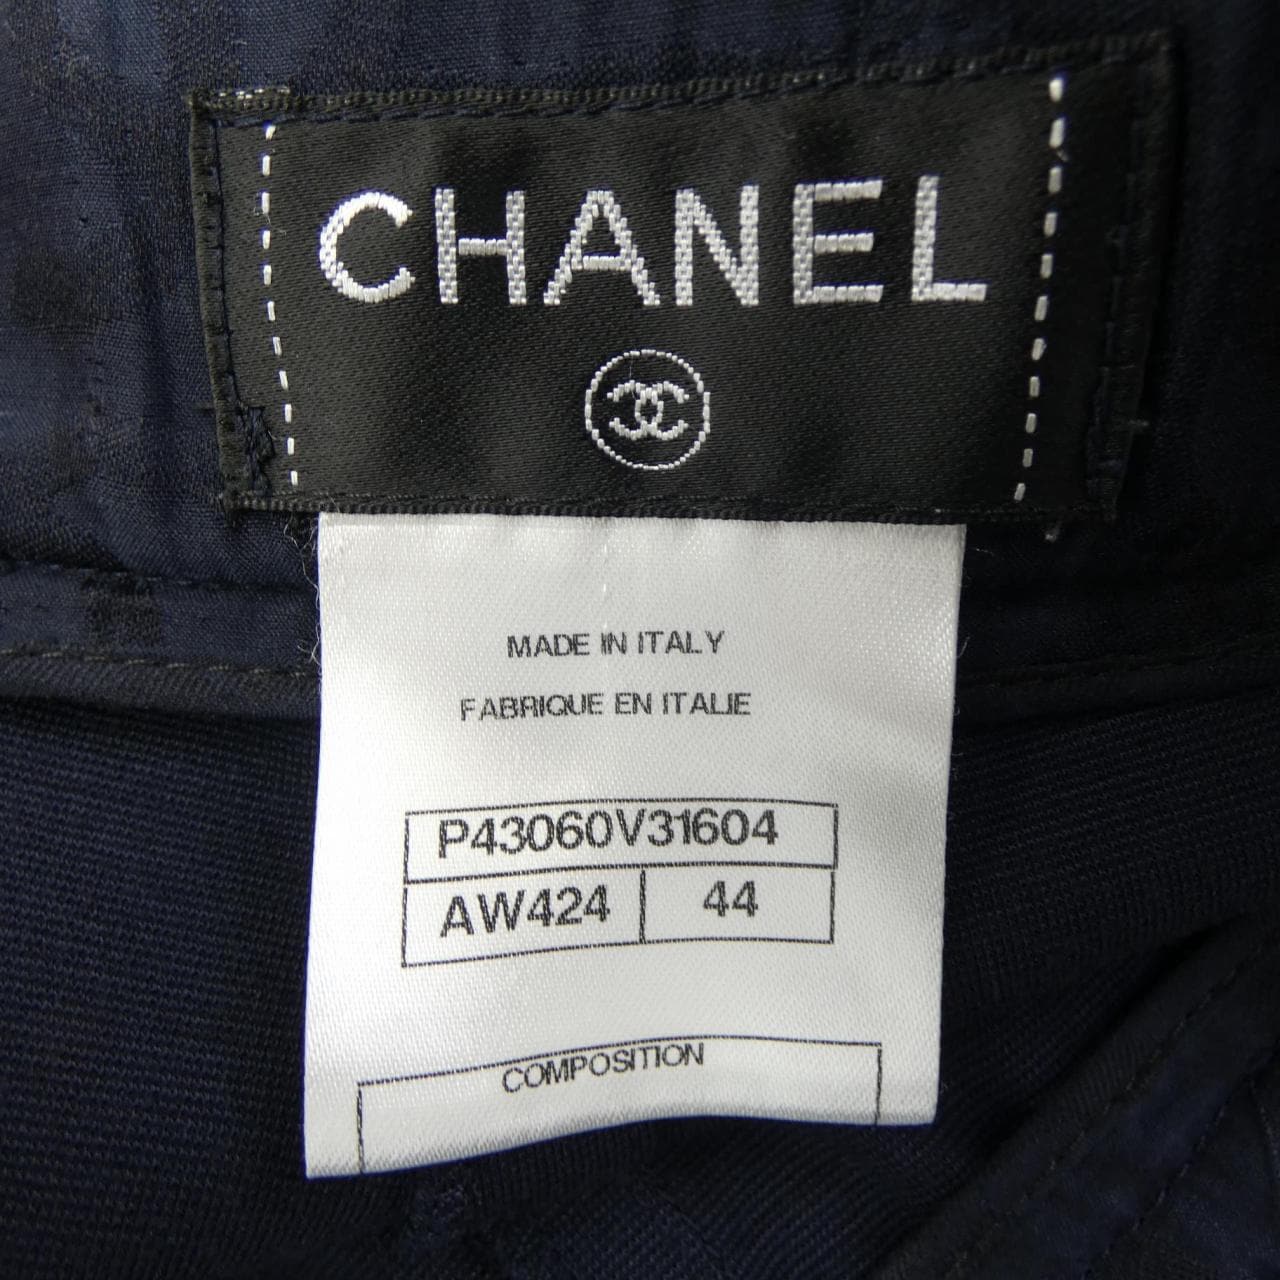 CHANEL
MADE IN ITALY
FABRIQUE EN ITALIE
P43060V31604
AW424 44
COMPOSITION